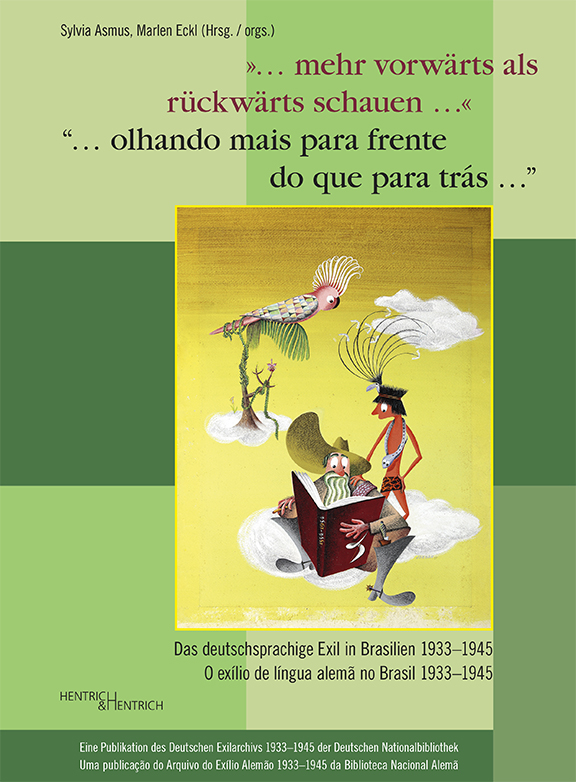 Sylvia Asmus, Marlen Eckl (Hrsg. / orgs.)
»… mehr vorwärts als
rückwärts schauen …«
“… olhando mais para frente
do que para trás …”
Das deutschsprachige Exil in Brasilien 1933–1945
O exílio de língua alemã no Brasil 1933–1945
HENTRICH
&HENTRICH
Eine Publikation des Deutschen Exilarchivs 1933–1945 der Deutschen Nationalbibliothek
Uma publicação do Arquivo do Exílio Alemão 1933–1945 da Biblioteca Nacional Alemã